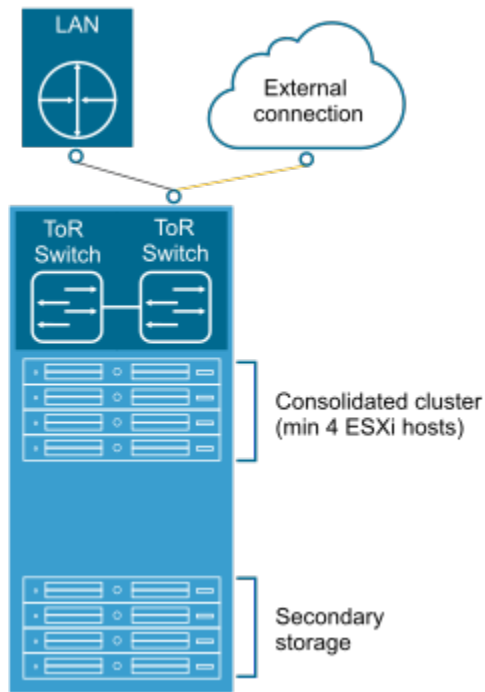 LAN
External
connection
ToR
Switch
ToR
Switch
Consolidated cluster
(min 4 ESXi hosts)
Secondary
storage